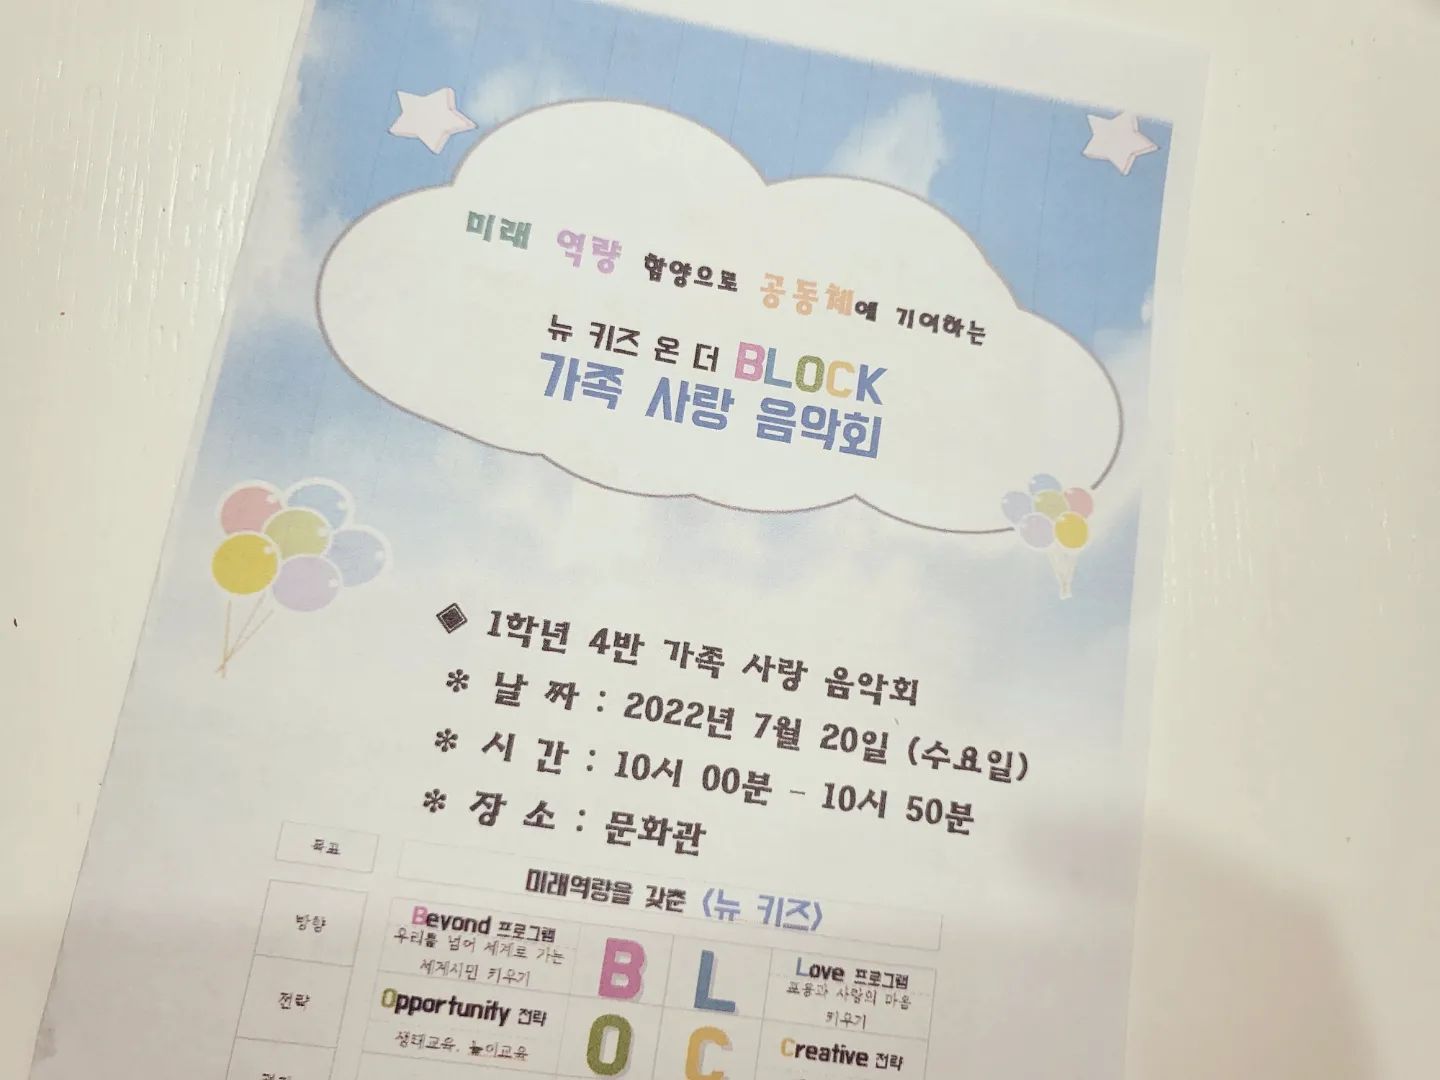 미래 역량 함양으로 공동체에 기여하는
뉴 키즈 온 더 BLOCK
가족 사랑 음악회
◈ 1학년 4반 가족 사랑 음악회
* 날 짜 : 2022년 7월 20일 (수요일)
* 시 간 : 10시 00분 - 10시 50분
* 장 소 : 문화관
목표
미래역량을 갖춘 <뉴 키즈>
방향
Beyond 프로그램
우리를 넘어 세계로 가는
세계시민 키우기
B L
Love 프로그램
포용과 사랑의 마음
키우기
전략
Opportunity 전략
생태교육, 놀이교육
O C
Creative 전략